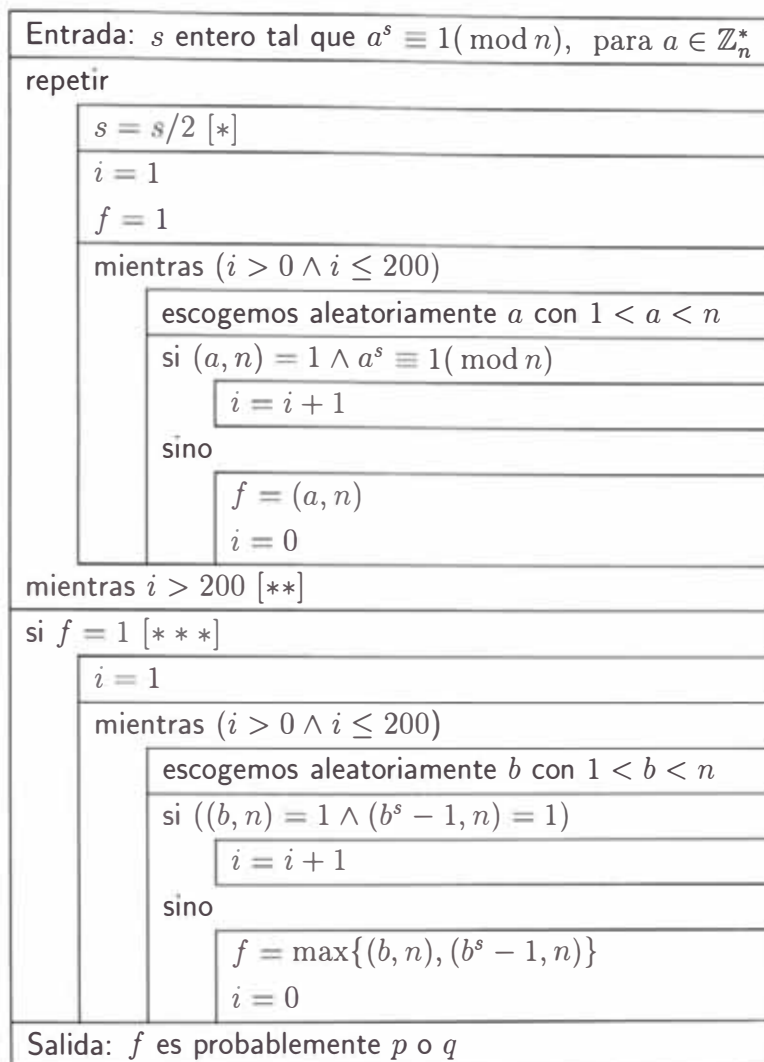 Entrada: s entero tal que a^s ≡ 1( mod n), para a ∈ ℤ*_n
repetir
s = s/2 [∗]
i = 1
f = 1
mientras (i > 0 ∧ i ≤ 200)
escogemos aleatoriamente a con 1 < a < n
si (a, n) = 1 ∧ a^s ≡ 1( mod n)
i = i + 1
sino
f = (a, n)
i = 0
mientras i > 200 [∗∗]
si f = 1 [∗ ∗ ∗]
i = 1
mientras (i > 0 ∧ i ≤ 200)
escogemos aleatoriamente b con 1 < b < n
si ((b, n) = 1 ∧ (b^s − 1, n) = 1)
i = i + 1
sino
f = max{(b, n), (b^s − 1, n)}
i = 0
Salida: f es probablemente p o q